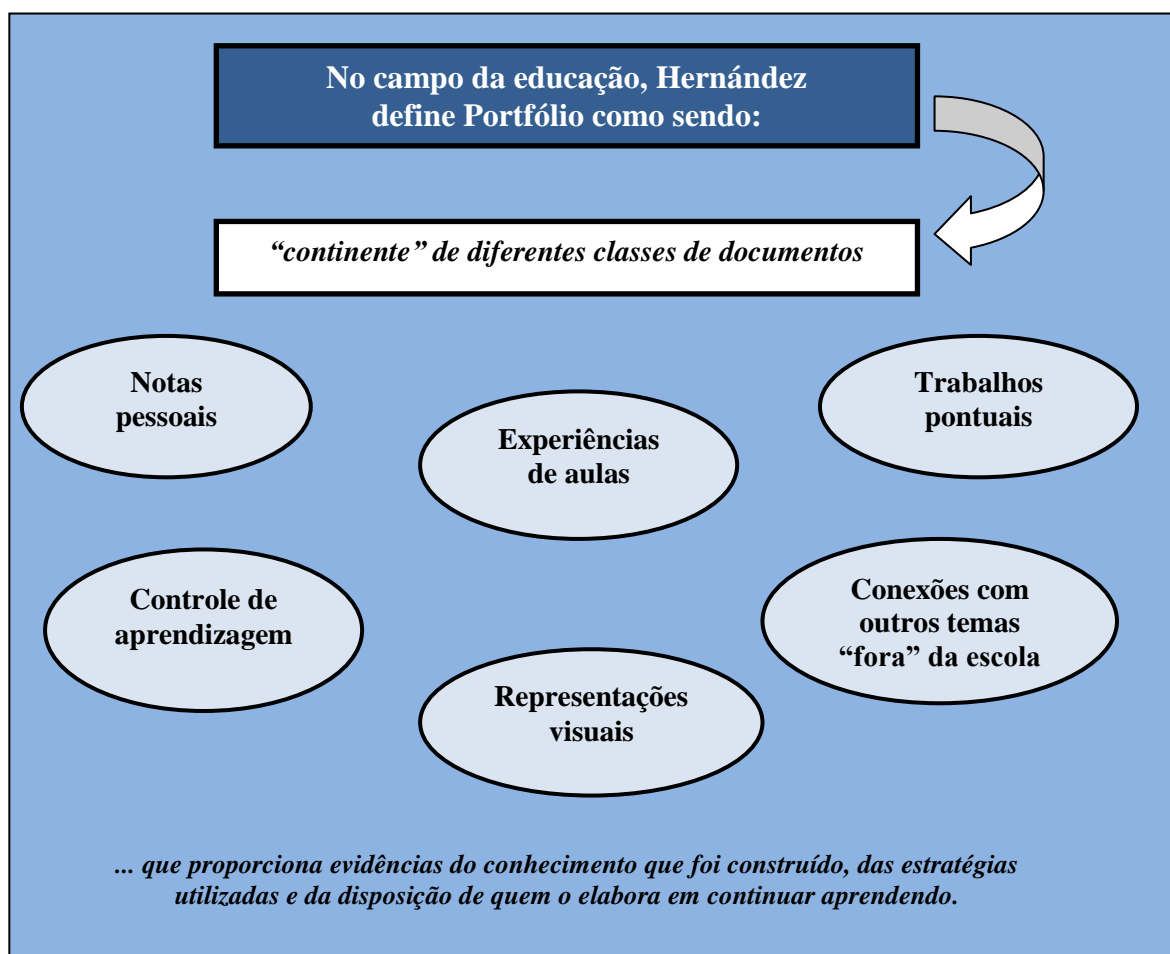 No campo da educação, Hernández
define Portfólio como sendo:
“continente” de diferentes classes de documentos
Notas
pessoais
Experiências
de aulas
Trabalhos
pontuais
Controle de
aprendizagem
Representações
visuais
Conexões com
outros temas
“fora” da escola
... que proporciona evidências do conhecimento que foi construído, das estratégias
utilizadas e da disposição de quem o elabora em continuar aprendendo.